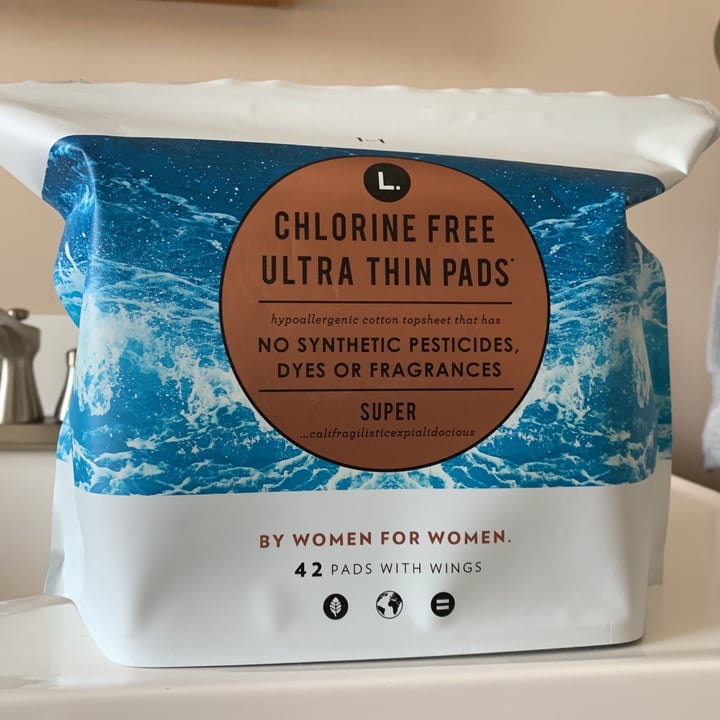 L.
CHLORINE FREE
ULTRA THIN PADS*
hypoallergenic cotton topsheet that has
NO SYNTHETIC PESTICIDES,
DYES OR FRAGRANCES
SUPER
...califragilisticexpialidocious
BY WOMEN FOR WOMEN.
42 PADS WITH WINGS